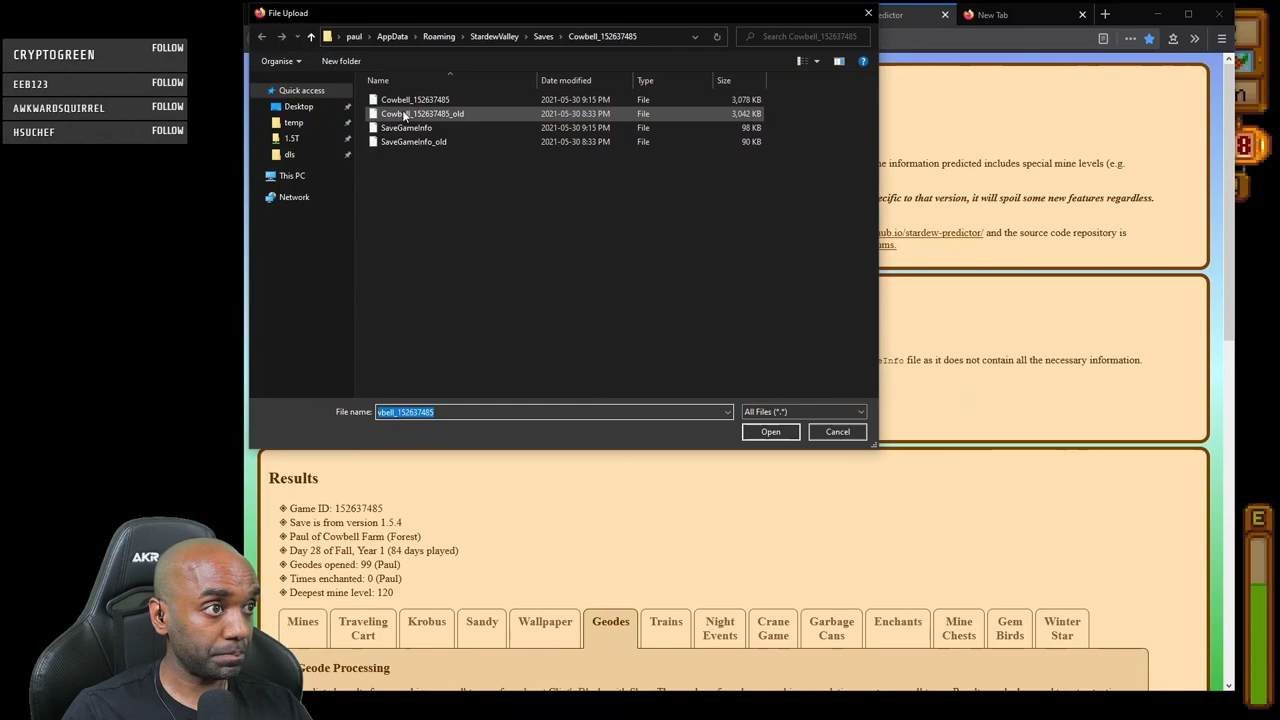 CRYPTOGREEN FOLLOW
EEB123 FOLLOW
AWKWARDSQUIRREL FOLLOW
HSUCHEF FOLLOW
File Upload
paul > AppData > Roaming > StardewValley > Saves > Cowbell_152637485
Search Cowbell_152637485
Organise New folder
Name Date modified Type Size
Quick access
Desktop
temp
1.5T
dls
This PC
Network
Cowbell_152637485 2021-05-30 9:15 PM File 3,078 KB
Cowbell_152637485_old 2021-05-30 8:33 PM File 3,042 KB
SaveGameInfo 2021-05-30 9:15 PM File 98 KB
SaveGameInfo_old 2021-05-30 8:33 PM File 90 KB
File name: vbell_152637485 All Files (*.*)
Open Cancel
edictor New Tab
e information predicted includes special mine levels (e.g.
ecific to that version, it will spoil some new features regardless.
ub.io/stardew-predictor/ and the source code repository is
ums.
eInfo file as it does not contain all the necessary information.
Results
Game ID: 152637485
Save is from version 1.5.4
Paul of Cowbell Farm (Forest)
Day 28 of Fall, Year 1 (84 days played)
Geodes opened: 99 (Paul)
Times enchanted: 0 (Paul)
Deepest mine level: 120
Mines Traveling Cart Krobus Sandy Wallpaper Geodes Trains Night Events Crane Game Garbage Cans Enchants Mine Chests Gem Birds Winter Star
Geode Processing
AKR
E
8